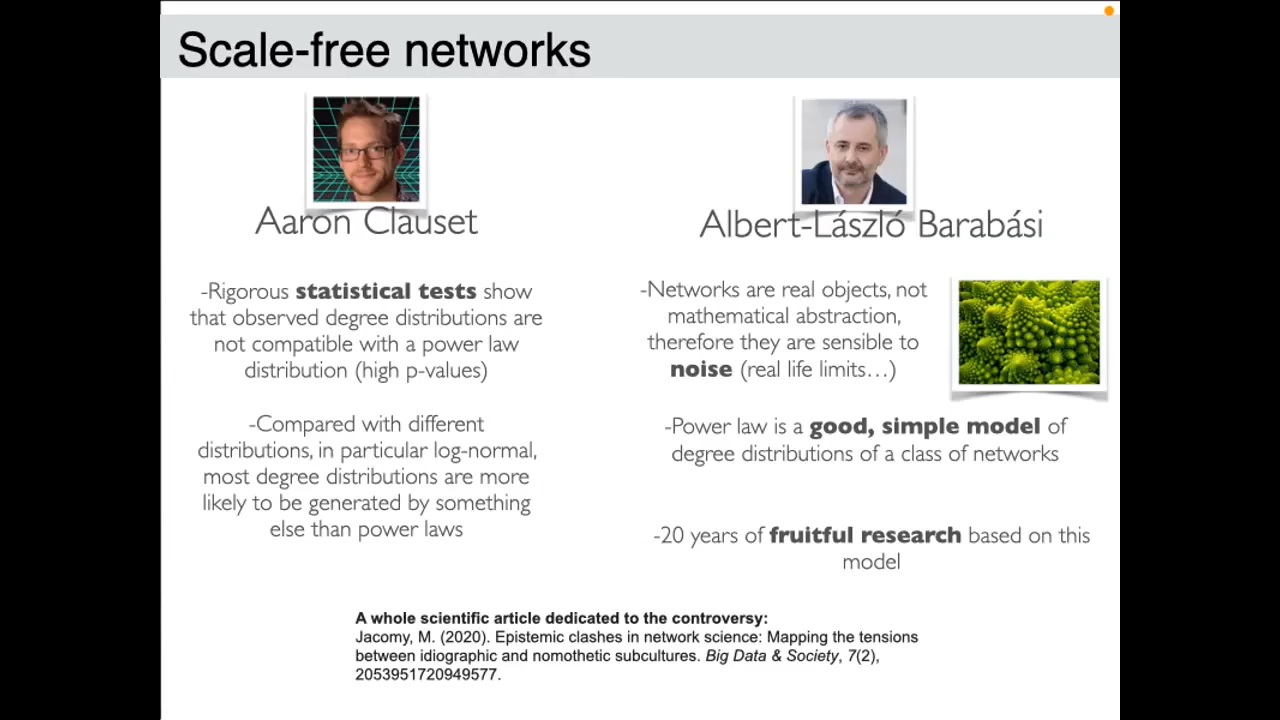 Scale-free networks
Aaron Clauset
-Rigorous statistical tests show
that observed degree distributions are
not compatible with a power law
distribution (high p-values)
-Compared with different
distributions, in particular log-normal,
most degree distributions are more
likely to be generated by something
else than power laws
Albert-László Barabási
-Networks are real objects, not
mathematical abstraction,
therefore they are sensible to
noise (real life limits…)
-Power law is a good, simple model of
degree distributions of a class of networks
-20 years of fruitful research based on this
model
A whole scientific article dedicated to the controversy:
Jacomy, M. (2020). Epistemic clashes in network science: Mapping the tensions
between idiographic and nomothetic subcultures. Big Data & Society, 7(2),
2053951720949577.